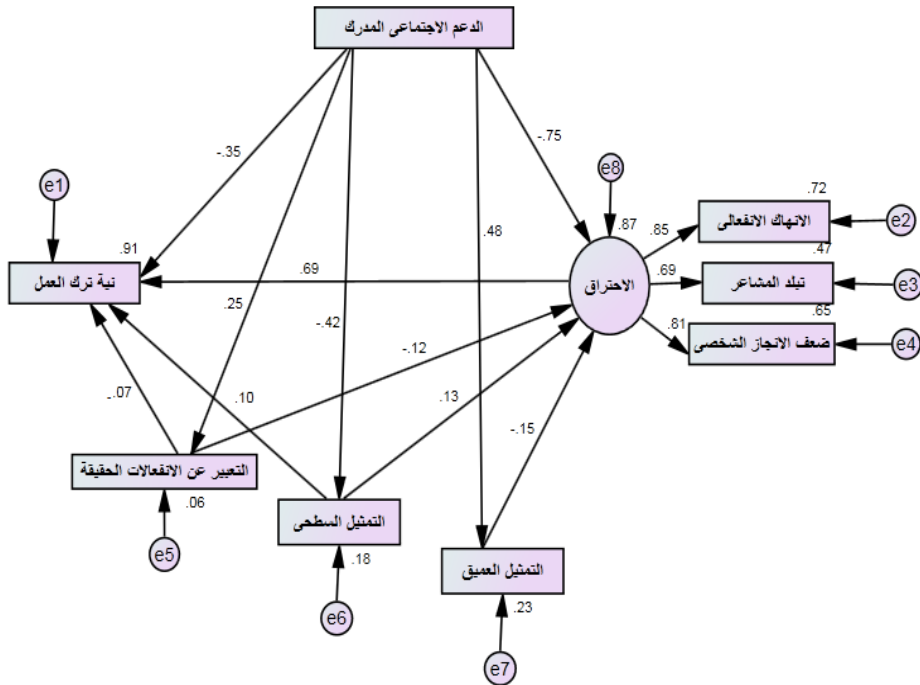 الدعم الاجتماعى المدرك
-.35
-.75
e1
e8
.72
.91
.48
.87
.85
الانهاك الانفعالى
e2
.47
نية ترك العمل
.69
الاحتراق
.69
تبلد المشاعر
e3
.25
-.42
.65
.81
ضعف الانجاز الشخصى
e4
-.12
-.07
.10
.13
-.15
التعبير عن الانفعالات الحقيقة
.06
التمثيل السطحى
e5
.18
التمثيل العميق
e6
.23
e7